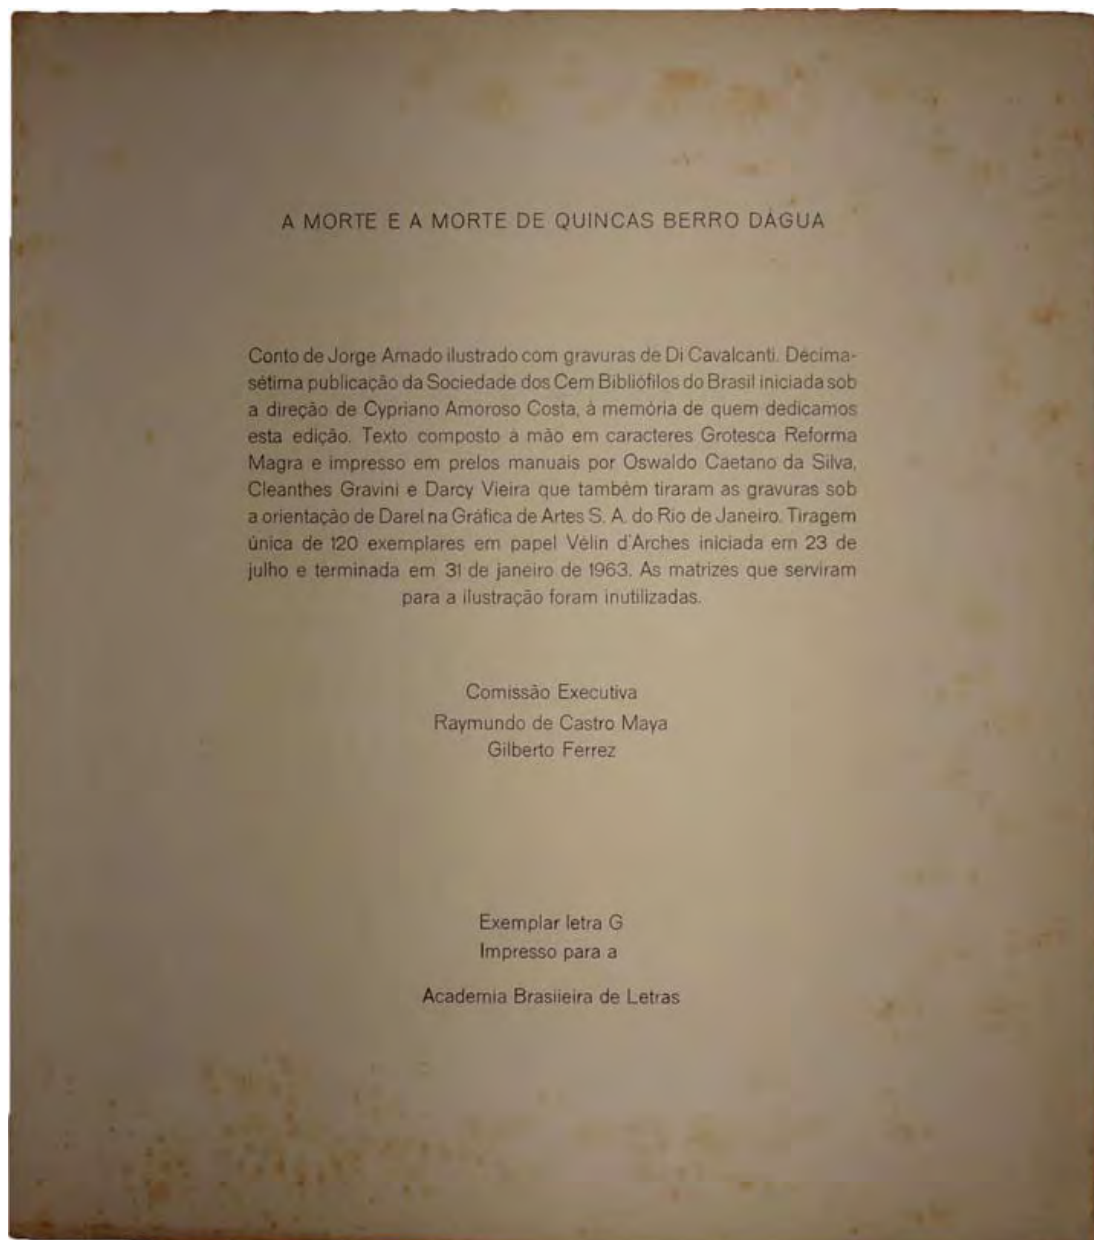 A MORTE E A MORTE DE QUINCAS BERRO DÁGUA
Conto de Jorge Amado ilustrado com gravuras de Di Cavalcanti. Décima-
sétima publicação da Sociedade dos Cem Bibliófilos do Brasil iniciada sob
a direção de Cypriano Amoroso Costa, à memória de quem dedicamos
esta edição. Texto composto à mão em caracteres Grotesca Reforma
Magra e impresso em prelos manuais por Oswaldo Caetano da Silva,
Cleanthes Gravini e Darcy Vieira que também tiraram as gravuras sob
a orientação de Darel na Gráfica de Artes S. A. do Rio de Janeiro. Tiragem
única de 120 exemplares em papel Vélin d'Arches iniciada em 23 de
julho e terminada em 31 de janeiro de 1963. As matrizes que serviram
para a ilustração foram inutilizadas.
Comissão Executiva
Raymundo de Castro Maya
Gilberto Ferrez
Exemplar letra G
Impresso para a
Academia Brasileira de Letras